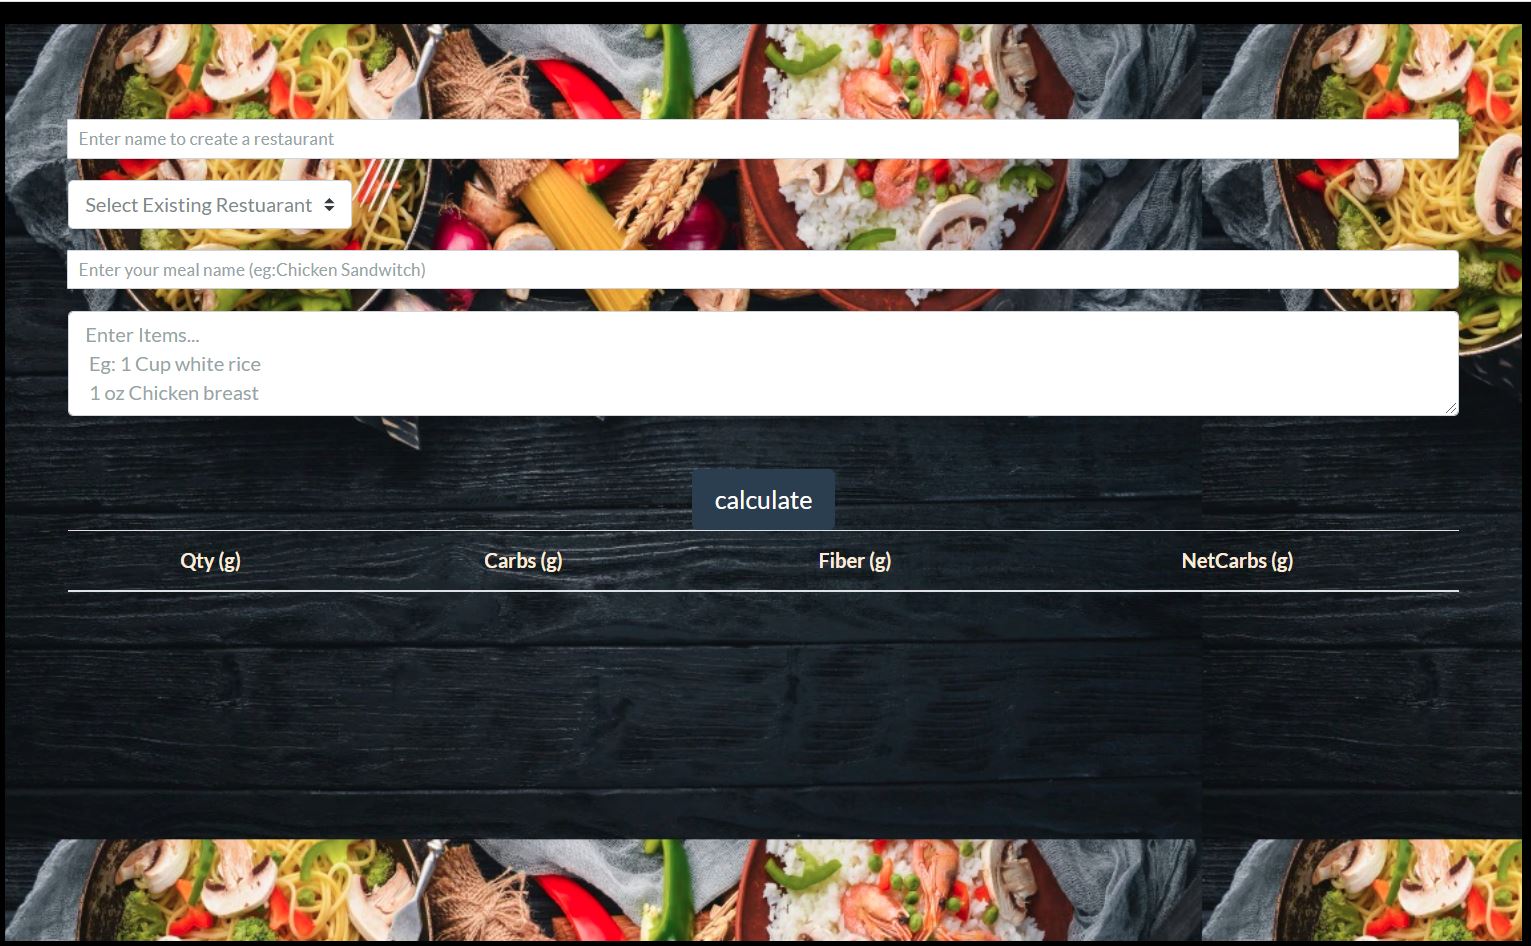 Enter name to create a restaurant
Select Existing Restuarant
Enter your meal name (eg:Chicken Sandwitch)
Enter Items...
Eg: 1 Cup white rice
1 oz Chicken breast
calculate
Qty (g) Carbs (g) Fiber (g) NetCarbs (g)